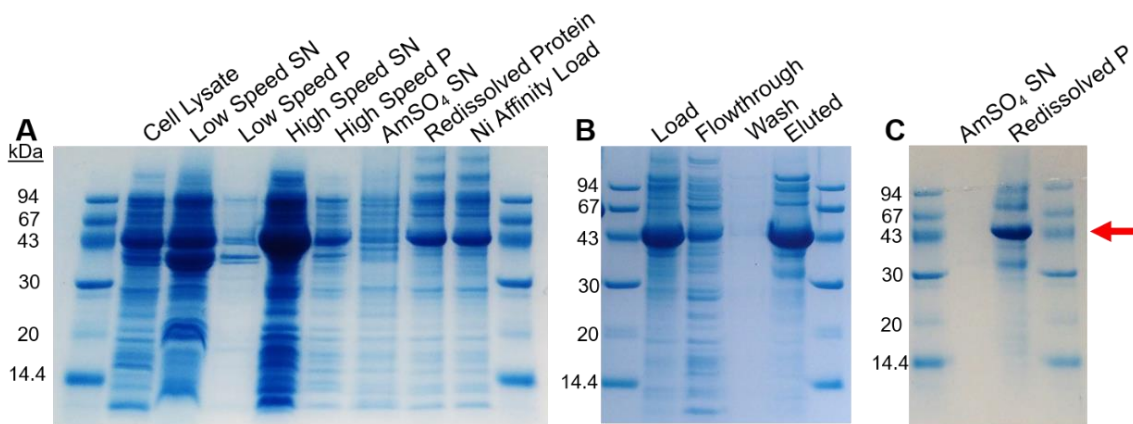 A
kDa
94
67
43
30
20
14.4
Cell Lysate
Low Speed SN
Low Speed P
High Speed SN
High Speed P
AmSO₄ SN
Redissolved Protein
Ni Affinity Load
B
94
67
43
30
20
14.4
Load
Flowthrough
Wash
Eluted
C
94
67
43
30
20
14.4
AmSO₄ SN
Redissolved P